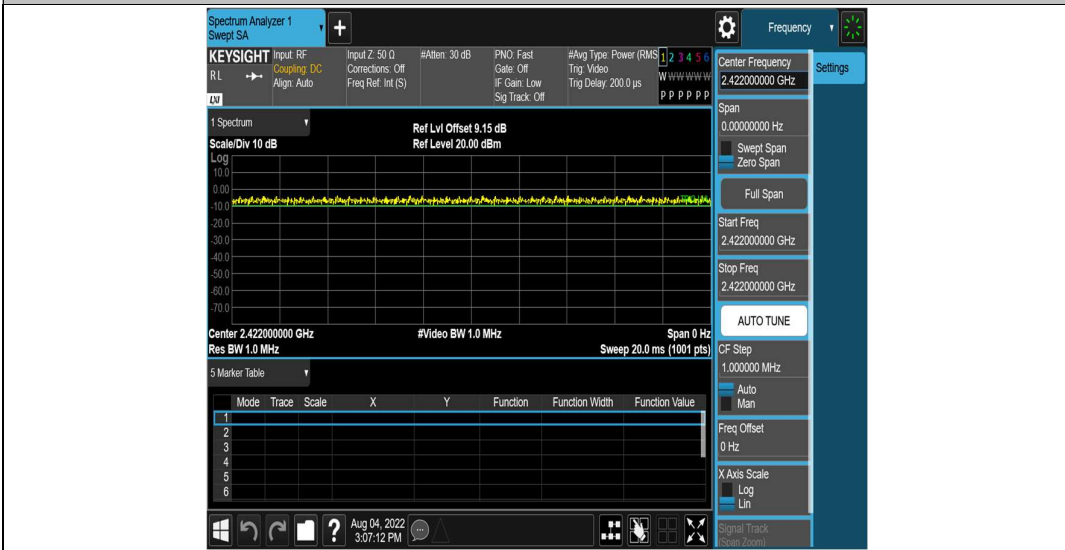 Spectrum Analyzer 1
Swept SA
+
Frequency
KEYSIGHT
RL
LXI
Input: RF
Coupling: DC
Align: Auto
Input Z: 50 Ω
Corrections: Off
Freq Ref: Int (S)
#Atten: 30 dB
PNO: Fast
Gate: Off
IF Gain: Low
Sig Track: Off
#Avg Type: Power (RMS
Trig: Video
Trig Delay: 200.0 µs
1 2 3 4 5 6
W W W W W W
P P P P P P
1 Spectrum
Scale/Div 10 dB
Ref Lvl Offset 9.15 dB
Ref Level 20.00 dBm
Log
10.0
0.00
-10.0
-20.0
-30.0
-40.0
-50.0
-60.0
-70.0
Center 2.422000000 GHz
#Video BW 1.0 MHz
Span 0 Hz
Res BW 1.0 MHz
Sweep 20.0 ms (1001 pts)
5 Marker Table
Mode Trace Scale X Y Function Function Width Function Value
1
2
3
4
5
6
?
Aug 04, 2022
3:07:12 PM
Center Frequency
2.422000000 GHz
Span
0.00000000 Hz
Swept Span
Zero Span
Full Span
Start Freq
2.422000000 GHz
Stop Freq
2.422000000 GHz
AUTO TUNE
CF Step
1.000000 MHz
Auto
Man
Freq Offset
0 Hz
X Axis Scale
Log
Lin
Signal Track
(Span Zoom)
Settings